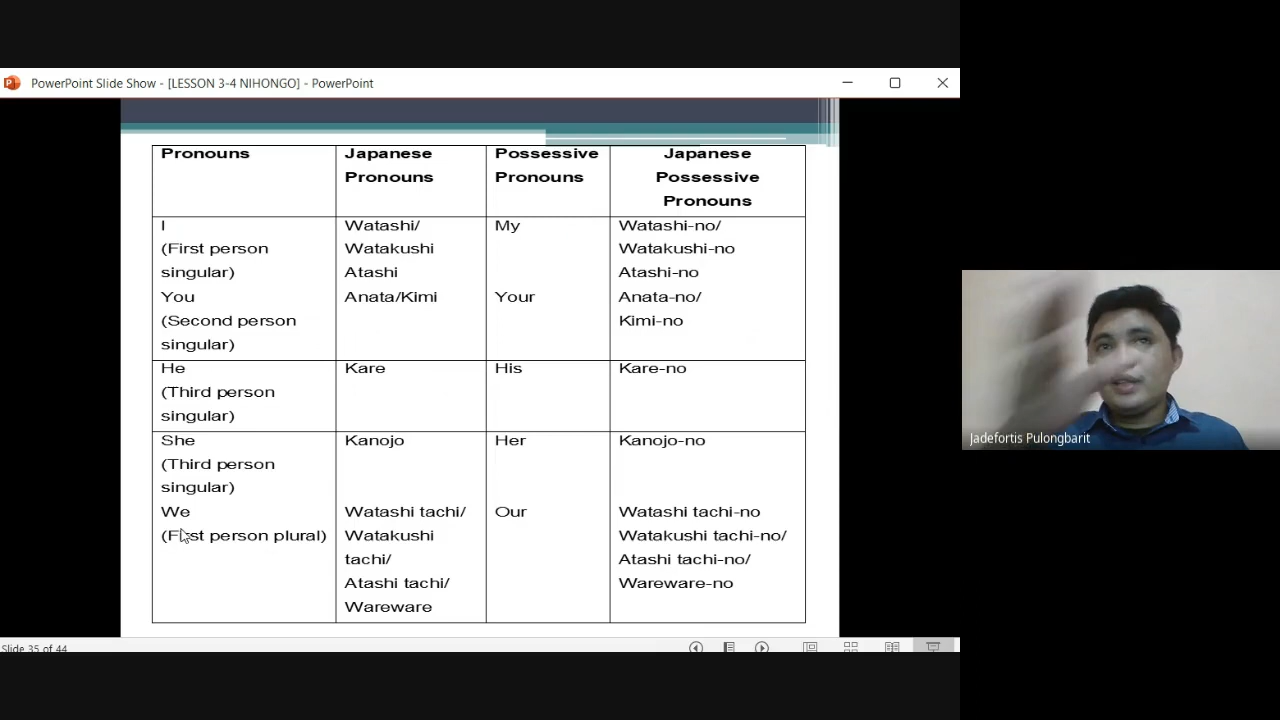 PowerPoint Slide Show - [LESSON 3-4 NIHONGO] - PowerPoint
Pronouns
Japanese
Pronouns
Possessive
Pronouns
Japanese
Possessive
Pronouns
I
(First person
singular)
Watashi/
Watakushi
Atashi
My
Watashi-no/
Watakushi-no
Atashi-no
You
(Second person
singular)
Anata/Kimi
Your
Anata-no/
Kimi-no
He
(Third person
singular)
Kare
His
Kare-no
She
(Third person
singular)
Kanojo
Her
Kanojo-no
We
(First person plural)
Watashi tachi/
Watakushi
tachi/
Atashi tachi/
Wareware
Our
Watashi tachi-no
Watakushi tachi-no/
Atashi tachi-no/
Wareware-no
Slide 35 of 44
Jadefortis Pulongbarit